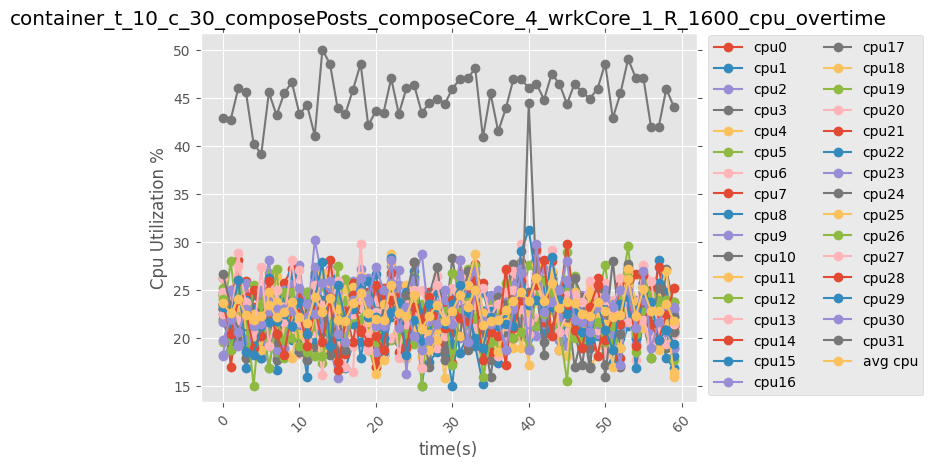 container_t_10_c_30_composePosts_composeCore_4_wrkCore_1_R_1600_cpu_overtime
50
45
40
35
30
25
20
15
Cpu Utilization %
0
10
20
30
40
50
60
time(s)
cpu0
cpu1
cpu2
cpu3
cpu4
cpu5
cpu6
cpu7
cpu8
cpu9
cpu10
cpu11
cpu12
cpu13
cpu14
cpu15
cpu16
cpu17
cpu18
cpu19
cpu20
cpu21
cpu22
cpu23
cpu24
cpu25
cpu26
cpu27
cpu28
cpu29
cpu30
cpu31
avg cpu